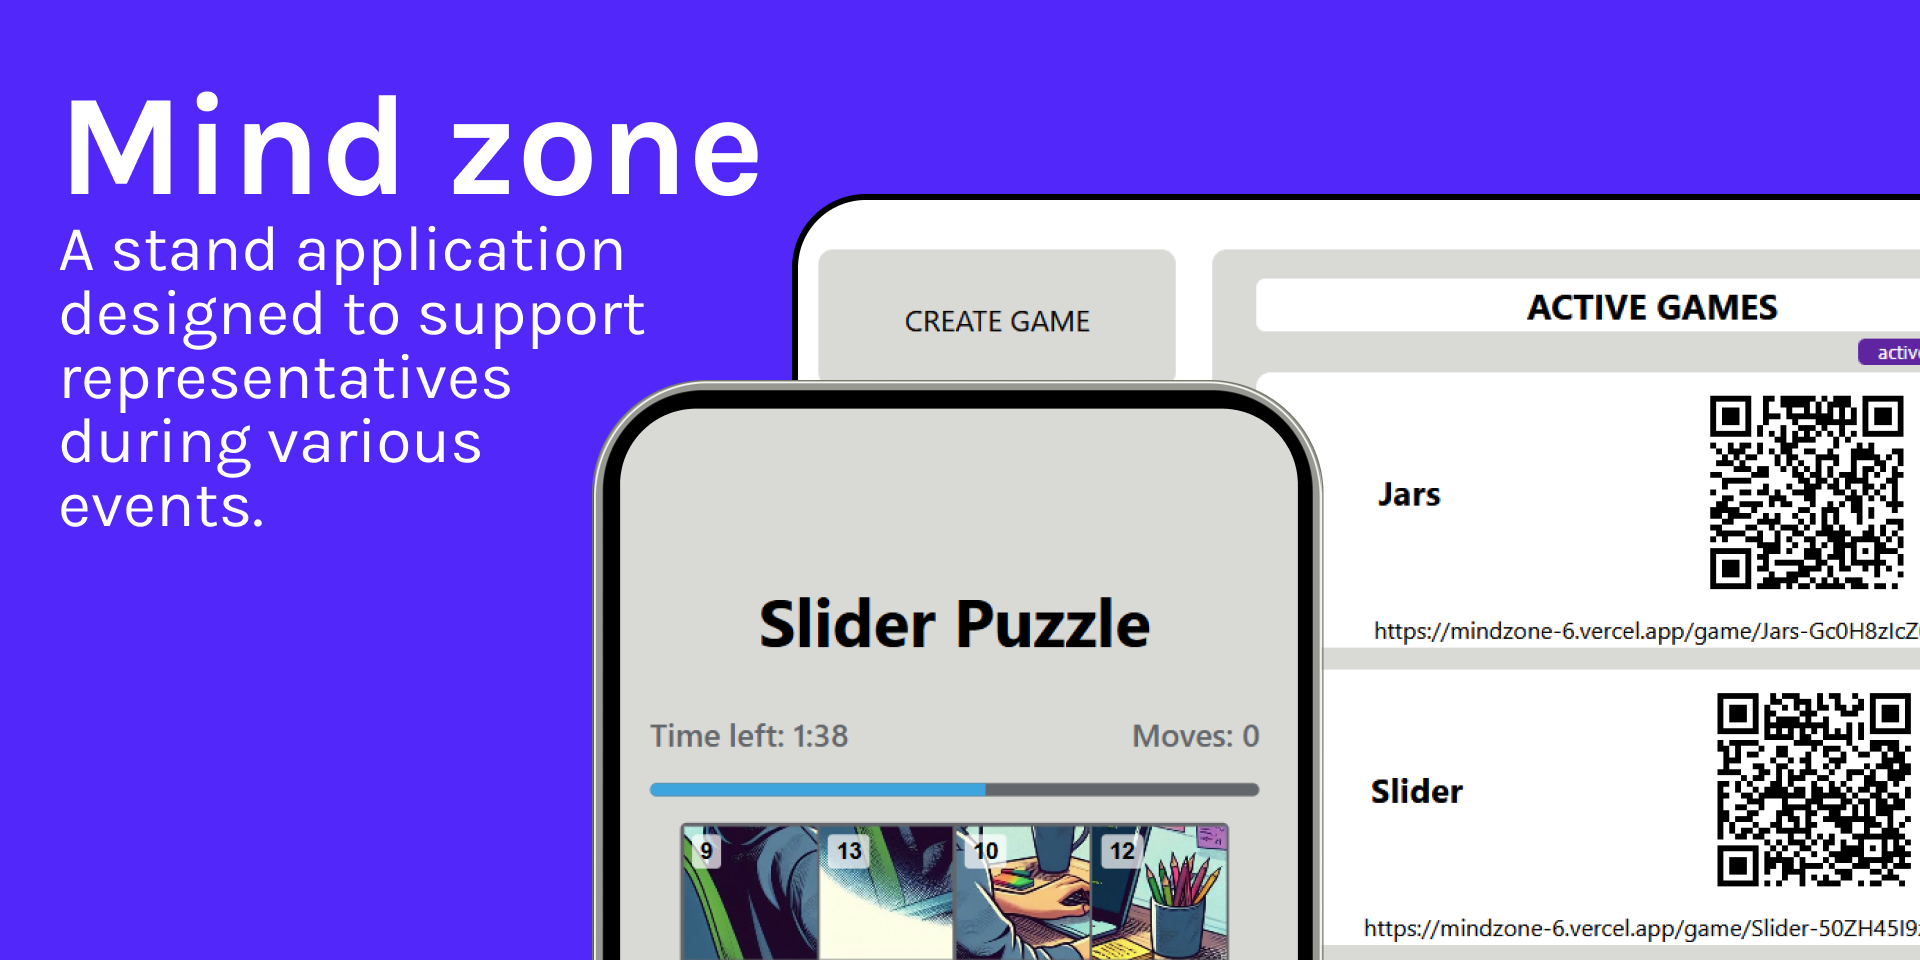 Mind zone
A stand application
designed to support
representatives
during various
events.
CREATE GAME
ACTIVE GAMES
Jars
https://mindzone-6.vercel.app/game/Jars-Gc0H8zIcZ
Slider
https://mindzone-6.vercel.app/game/Slider-50ZH45I9
Slider Puzzle
Time left: 1:38
Moves: 0
9
13
10
12